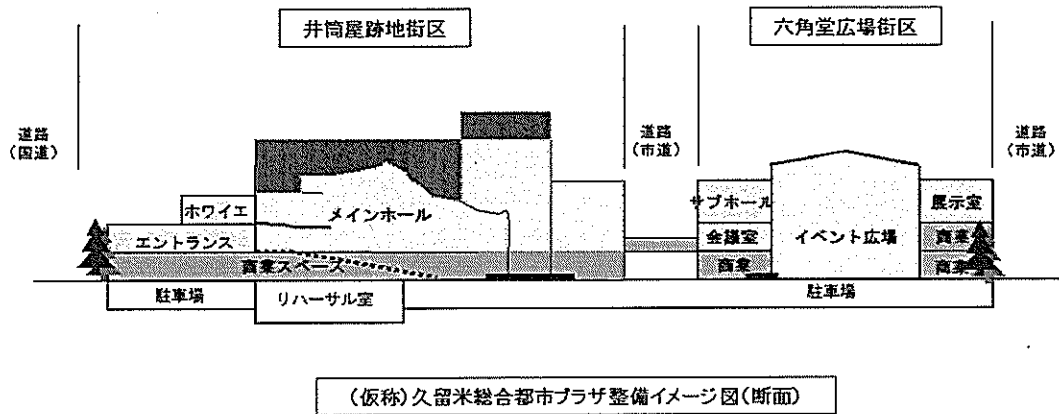 井筒屋跡地街区
六角堂広場街区
道路
(国道)
道路
(市道)
道路
(市道)
ホワイエ
メインホール
エントランス
商業スペース
サブホール
会議室
商業
イベント広場
展示室
商業
商業
駐車場
リハーサル室
駐車場
(仮称)久留米総合都市プラザ整備イメージ図(断面)